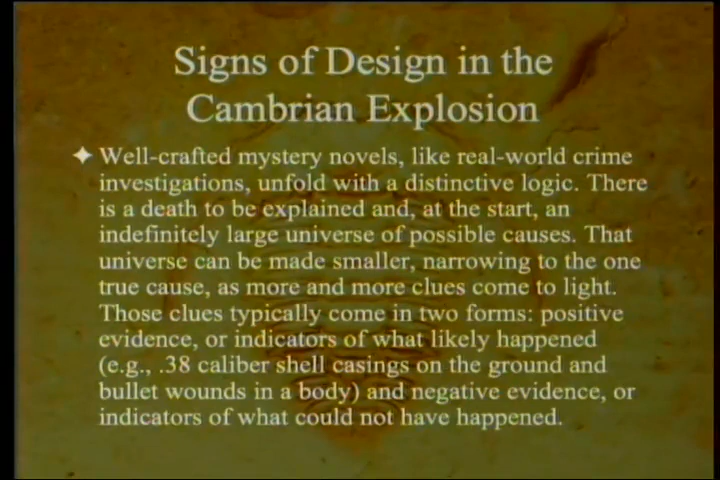 Signs of Design in the
Cambrian Explosion
Well-crafted mystery novels, like real-world crime
investigations, unfold with a distinctive logic. There
is a death to be explained and, at the start, an
indefinitely large universe of possible causes. That
universe can be made smaller, narrowing to the one
true cause, as more and more clues come to light.
Those clues typically come in two forms: positive
evidence, or indicators of what likely happened
(e.g., .38 caliber shell casings on the ground and
bullet wounds in a body) and negative evidence, or
indicators of what could not have happened.